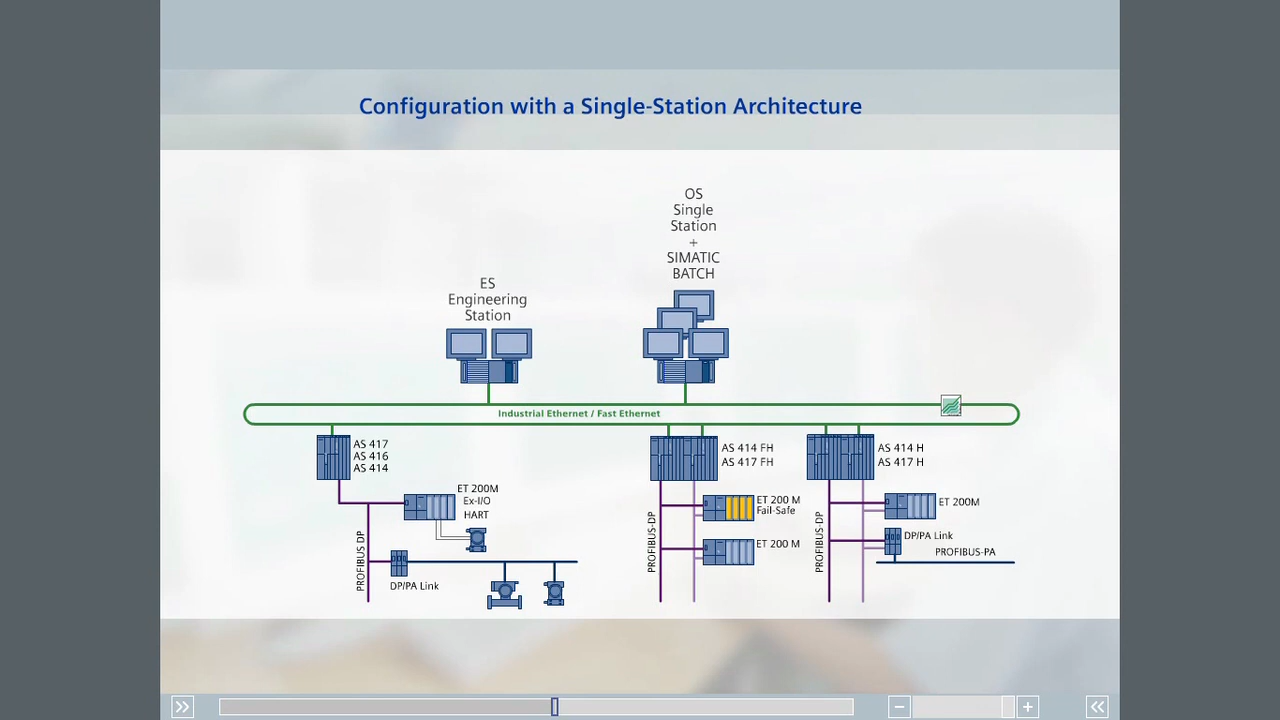 Configuration with a Single-Station Architecture
OS
Single
Station
+
SIMATIC
BATCH
ES
Engineering
Station
Industrial Ethernet / Fast Ethernet
AS 417
AS 416
AS 414
AS 414 FH
AS 417 FH
AS 414 H
AS 417 H
ET 200M
Ex-I/O
HART
ET 200 M
Fail-Safe
ET 200M
PROFIBUS DP
PROFIBUS-DP
PROFIBUS-DP
ET 200 M
DP/PA Link
PROFIBUS-PA
DP/PA Link